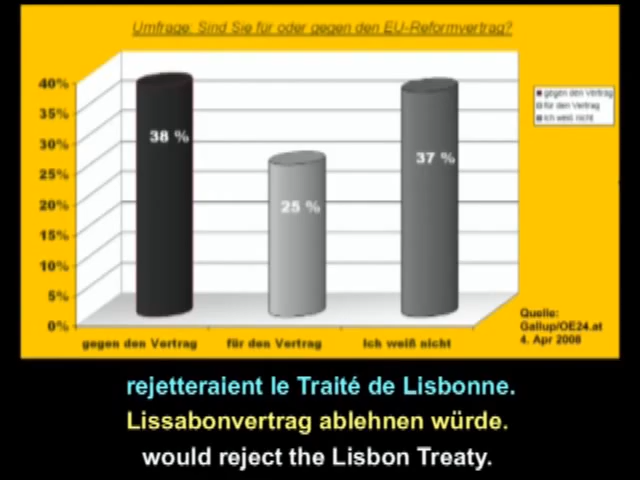 Umfrage: Sind Sie für oder gegen den EU-Reformvertrag?
40%
35%
30%
25%
20%
15%
10%
5%
0%
38 %
25 %
37 %
gegen den Vertrag
für den Vertrag
Ich weiß nicht
gegen den Vertrag
für den Vertrag
Ich weiß nicht
Quelle:
Gallup/OE24.at
4. Apr 2008
rejetteraient le Traité de Lisbonne.
Lissabonvertrag ablehnen würde.
would reject the Lisbon Treaty.